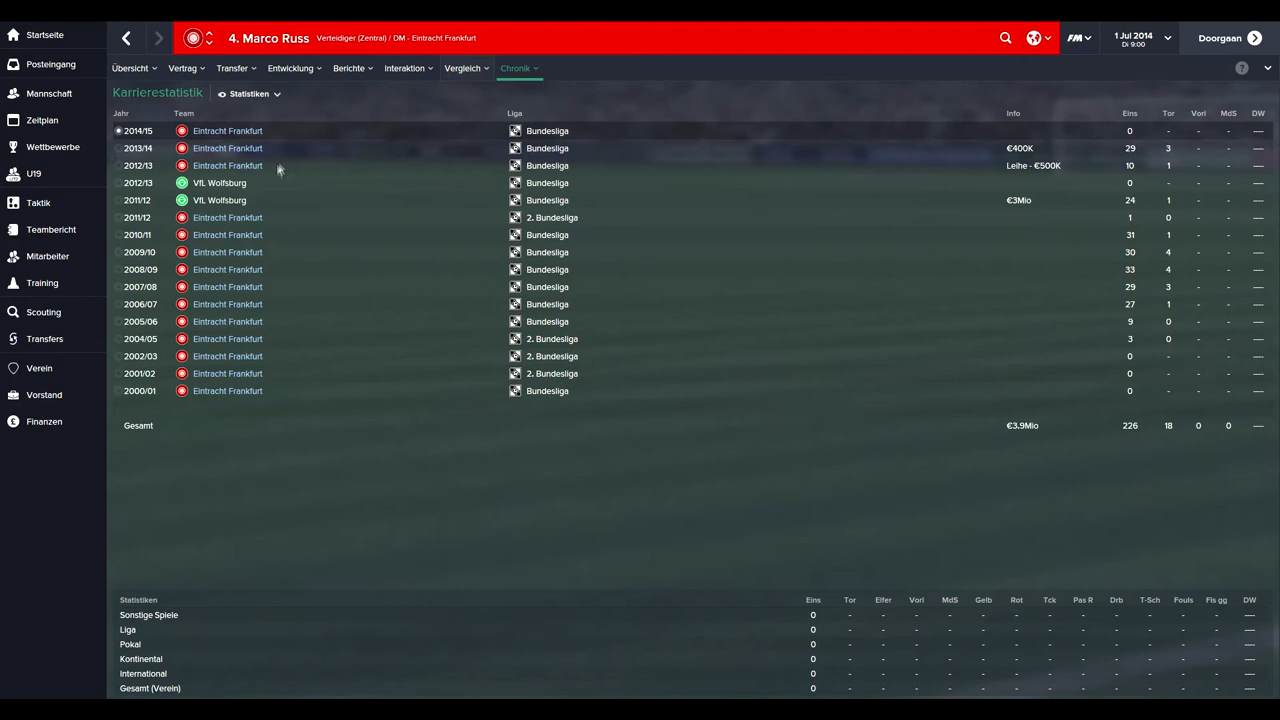 Startseite
Posteingang
Mannschaft
Zeitplan
Wettbewerbe
U19
Taktik
Teambericht
Mitarbeiter
Training
Scouting
Transfers
Verein
Vorstand
Finanzen
4. Marco Russ Verteidiger (Zentral) / DM - Eintracht Frankfurt
FM 1 Jul 2014 Di 9:00 Doorgaan
Übersicht Vertrag Transfer Entwicklung Berichte Interaktion Vergleich Chronik ?
Karrierestatistik Statistiken
Jahr Team Liga Info Eins Tor Vorl MdS DW
2014/15 Eintracht Frankfurt Bundesliga 0 - - - ----
2013/14 Eintracht Frankfurt Bundesliga €400K 29 3 - - ----
2012/13 Eintracht Frankfurt Bundesliga Leihe - €500K 10 1 - - ----
2012/13 VfL Wolfsburg Bundesliga 0 - - - ----
2011/12 VfL Wolfsburg Bundesliga €3Mio 24 1 - - ----
2011/12 Eintracht Frankfurt 2. Bundesliga 1 0 - - ----
2010/11 Eintracht Frankfurt Bundesliga 31 1 - - ----
2009/10 Eintracht Frankfurt Bundesliga 30 4 - - ----
2008/09 Eintracht Frankfurt Bundesliga 33 4 - - ----
2007/08 Eintracht Frankfurt Bundesliga 29 3 - - ----
2006/07 Eintracht Frankfurt Bundesliga 27 1 - - ----
2005/06 Eintracht Frankfurt Bundesliga 9 0 - - ----
2004/05 Eintracht Frankfurt 2. Bundesliga 3 0 - - ----
2002/03 Eintracht Frankfurt 2. Bundesliga 0 - - - ----
2001/02 Eintracht Frankfurt 2. Bundesliga 0 - - - ----
2000/01 Eintracht Frankfurt Bundesliga 0 - - - ----
Gesamt €3.9Mio 226 18 0 0 ----
Statistiken Eins Tor Elfer Vorl MdS Gelb Rot Tck Pas R Drb T-Sch Fouls Fls gg DW
Sonstige Spiele 0 - - - - - - - - - - - - ----
Liga 0 - - - - - - - - - - - - ----
Pokal 0 - - - - - - - - - - - - ----
Kontinental 0 - - - - - - - - - - - - ----
International 0 - - - - - - - - - - - - ----
Gesamt (Verein) 0 - - - - - - - - - - - - ----